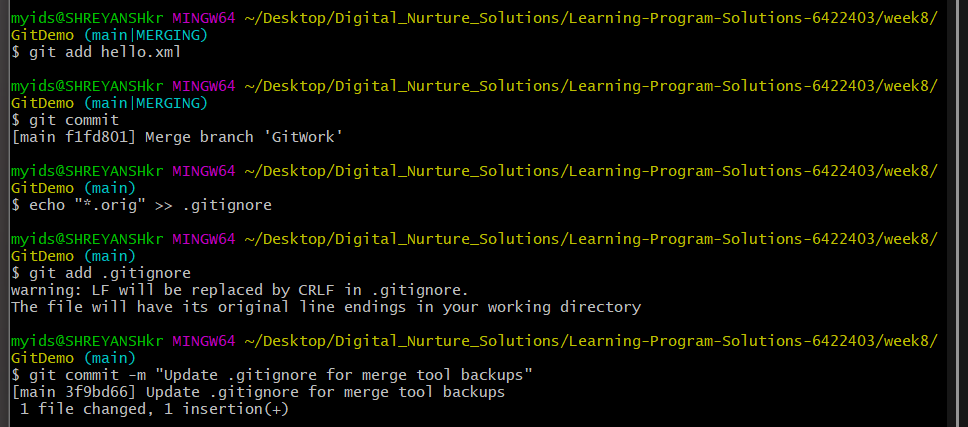 myids@SHREYANSHkr MINGW64 ~/Desktop/Digital_Nurture_Solutions/Learning-Program-Solutions-6422403/week8/
GitDemo (main|MERGING)
$ git add hello.xml
myids@SHREYANSHkr MINGW64 ~/Desktop/Digital_Nurture_Solutions/Learning-Program-Solutions-6422403/week8/
GitDemo (main|MERGING)
$ git commit
[main f1fd801] Merge branch 'GitWork'
myids@SHREYANSHkr MINGW64 ~/Desktop/Digital_Nurture_Solutions/Learning-Program-Solutions-6422403/week8/
GitDemo (main)
$ echo "*.orig" >> .gitignore
myids@SHREYANSHkr MINGW64 ~/Desktop/Digital_Nurture_Solutions/Learning-Program-Solutions-6422403/week8/
GitDemo (main)
$ git add .gitignore
warning: LF will be replaced by CRLF in .gitignore.
The file will have its original line endings in your working directory
myids@SHREYANSHkr MINGW64 ~/Desktop/Digital_Nurture_Solutions/Learning-Program-Solutions-6422403/week8/
GitDemo (main)
$ git commit -m "Update .gitignore for merge tool backups"
[main 3f9bd66] Update .gitignore for merge tool backups
 1 file changed, 1 insertion(+)